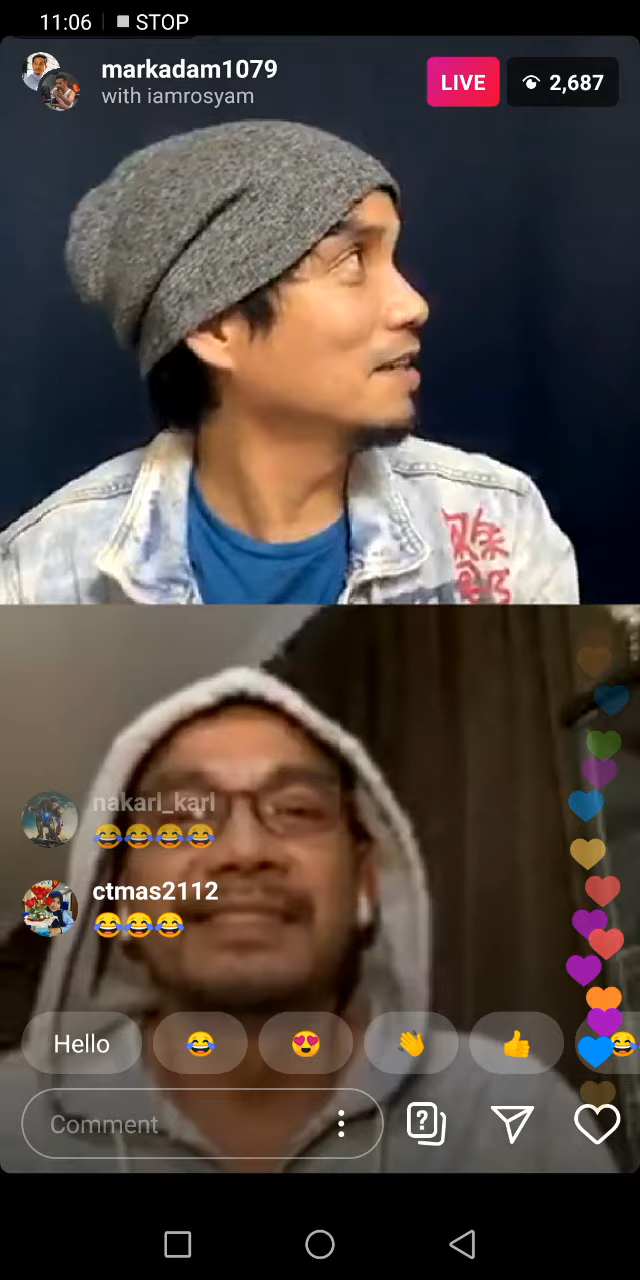 11:06
STOP
markadam1079
with iamrosyam
LIVE
2,687
nakarl_karl
😂😂😂😂
ctmas2112
😂😂😂
Hello
😂
😍
👋
👍
😂
Comment